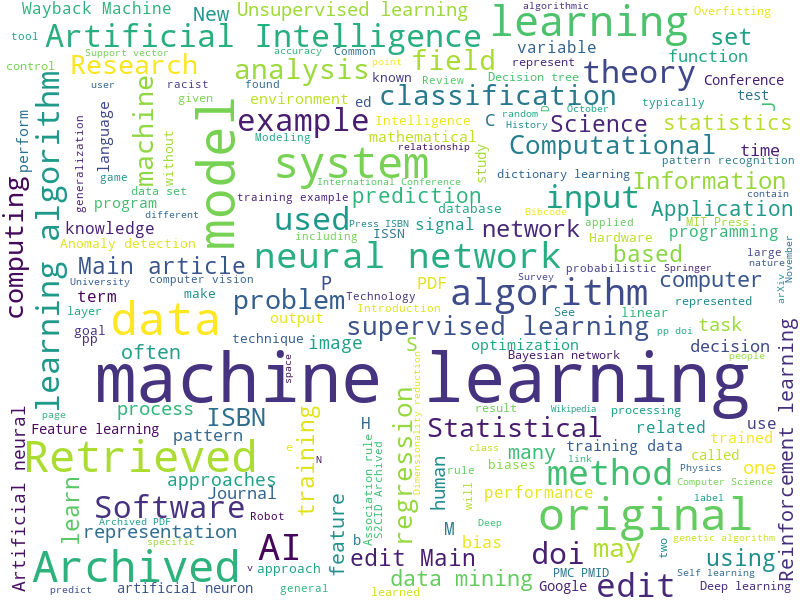 Wayback Machine
New
Unsupervised learning
algorithmic
learning
Overfitting
tool
Artificial Intelligence
Support vector
accuracy
Common
variable
set
control
Research
analysis
field
represent
theory
function
user
racist
found
point
known
Review
Decision tree
Conference
given
environment
ed
classification
test
machine
model
example
Intelligence
C
random
D
October
typically
J
History
Science
statistics
perform
learning algorithm
generalization
language
without
Modeling
mathematical
relationship
study
Computational
time
pattern recognition
game
data set
system
International Conference
dictionary learning
Information
contain
computing
program
training example
prediction
input
Application
different
used
database
Bibcode
MIT Press
knowledge
Press ISBN
ISSN
signal
network
applied
programming
Anomaly detection
including
Hardware
based
large
nature
November
Main article
neural network
probabilistic
Springer
arXiv
University
computer vision
P
PDF
Survey
algorithm
computer
term
make
problem
Technology
represented
layer
data
Introduction
See
linear
goal
output
supervised learning
pp doi
task
pp
technique
often
image
S
optimization
decision
space
Bayesian network
people
machine learning
Reinforcement learning
page
process
ISBN
regression
Dimensionality reduction
result
Wikipedia
processing
use
Artificial neural
Feature learning
pattern
training
H
Statistical
related
many
class
training data
trained
Retrieved
e
N
Association rule
S2CID Archived
human
rule
biases
link
called
one
Physics
Computer Science
approaches
will
method
learn
Software
Journal
feature
performance
label
Archived PDF
Robot
representation
M
Deep
original
genetic algorithm
specific
b
bias
two
AI
edit Main
doi
may
using
Archived
v
approach
data mining
PMC PMID
Self learning
predict
artificial neuron
general
learned
Google
edit
Deep learning